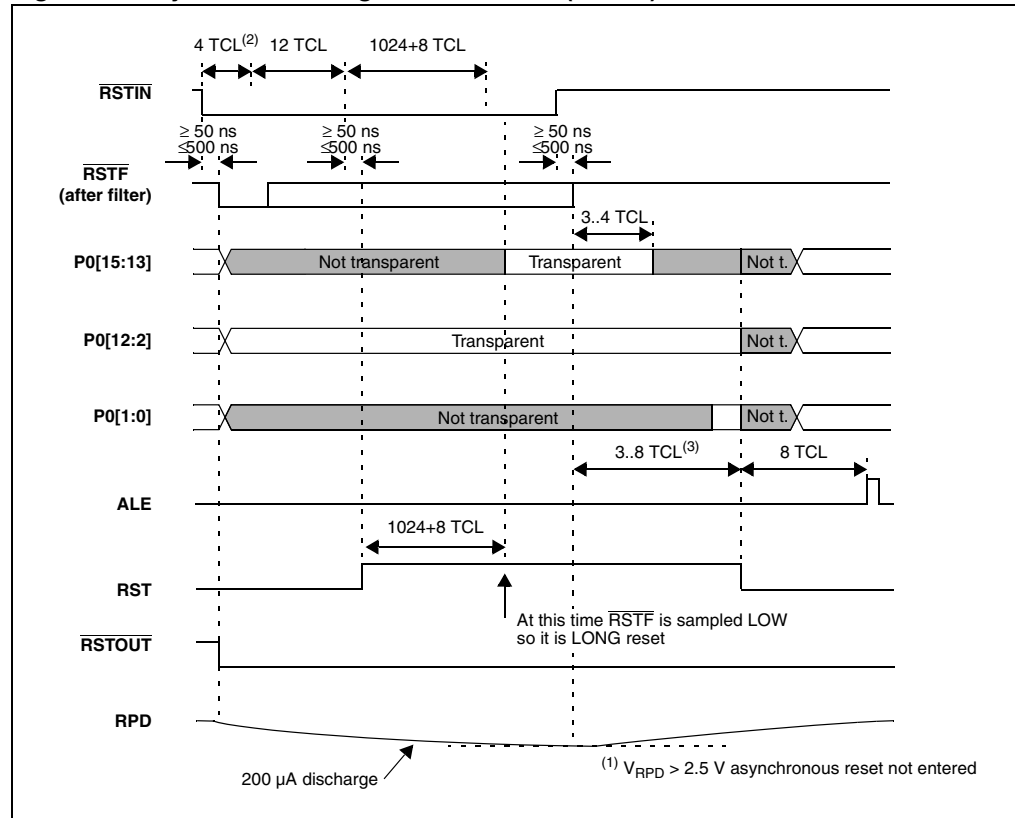 4 TCL(2) 12 TCL 1024+8 TCL
RSTIN
≥ 50 ns ≥ 50 ns ≥ 50 ns
≤500 ns ≤500 ns ≤500 ns
RSTF
(after filter)
3..4 TCL
P0[15:13] Not transparent Transparent Not t.
P0[12:2] Transparent Not t.
P0[1:0] Not transparent Not t.
3..8 TCL(3) 8 TCL
ALE
1024+8 TCL
RST
At this time RSTF is sampled LOW
so it is LONG reset
RSTOUT
RPD
200 µA discharge
(1) VRPD > 2.5 V asynchronous reset not entered